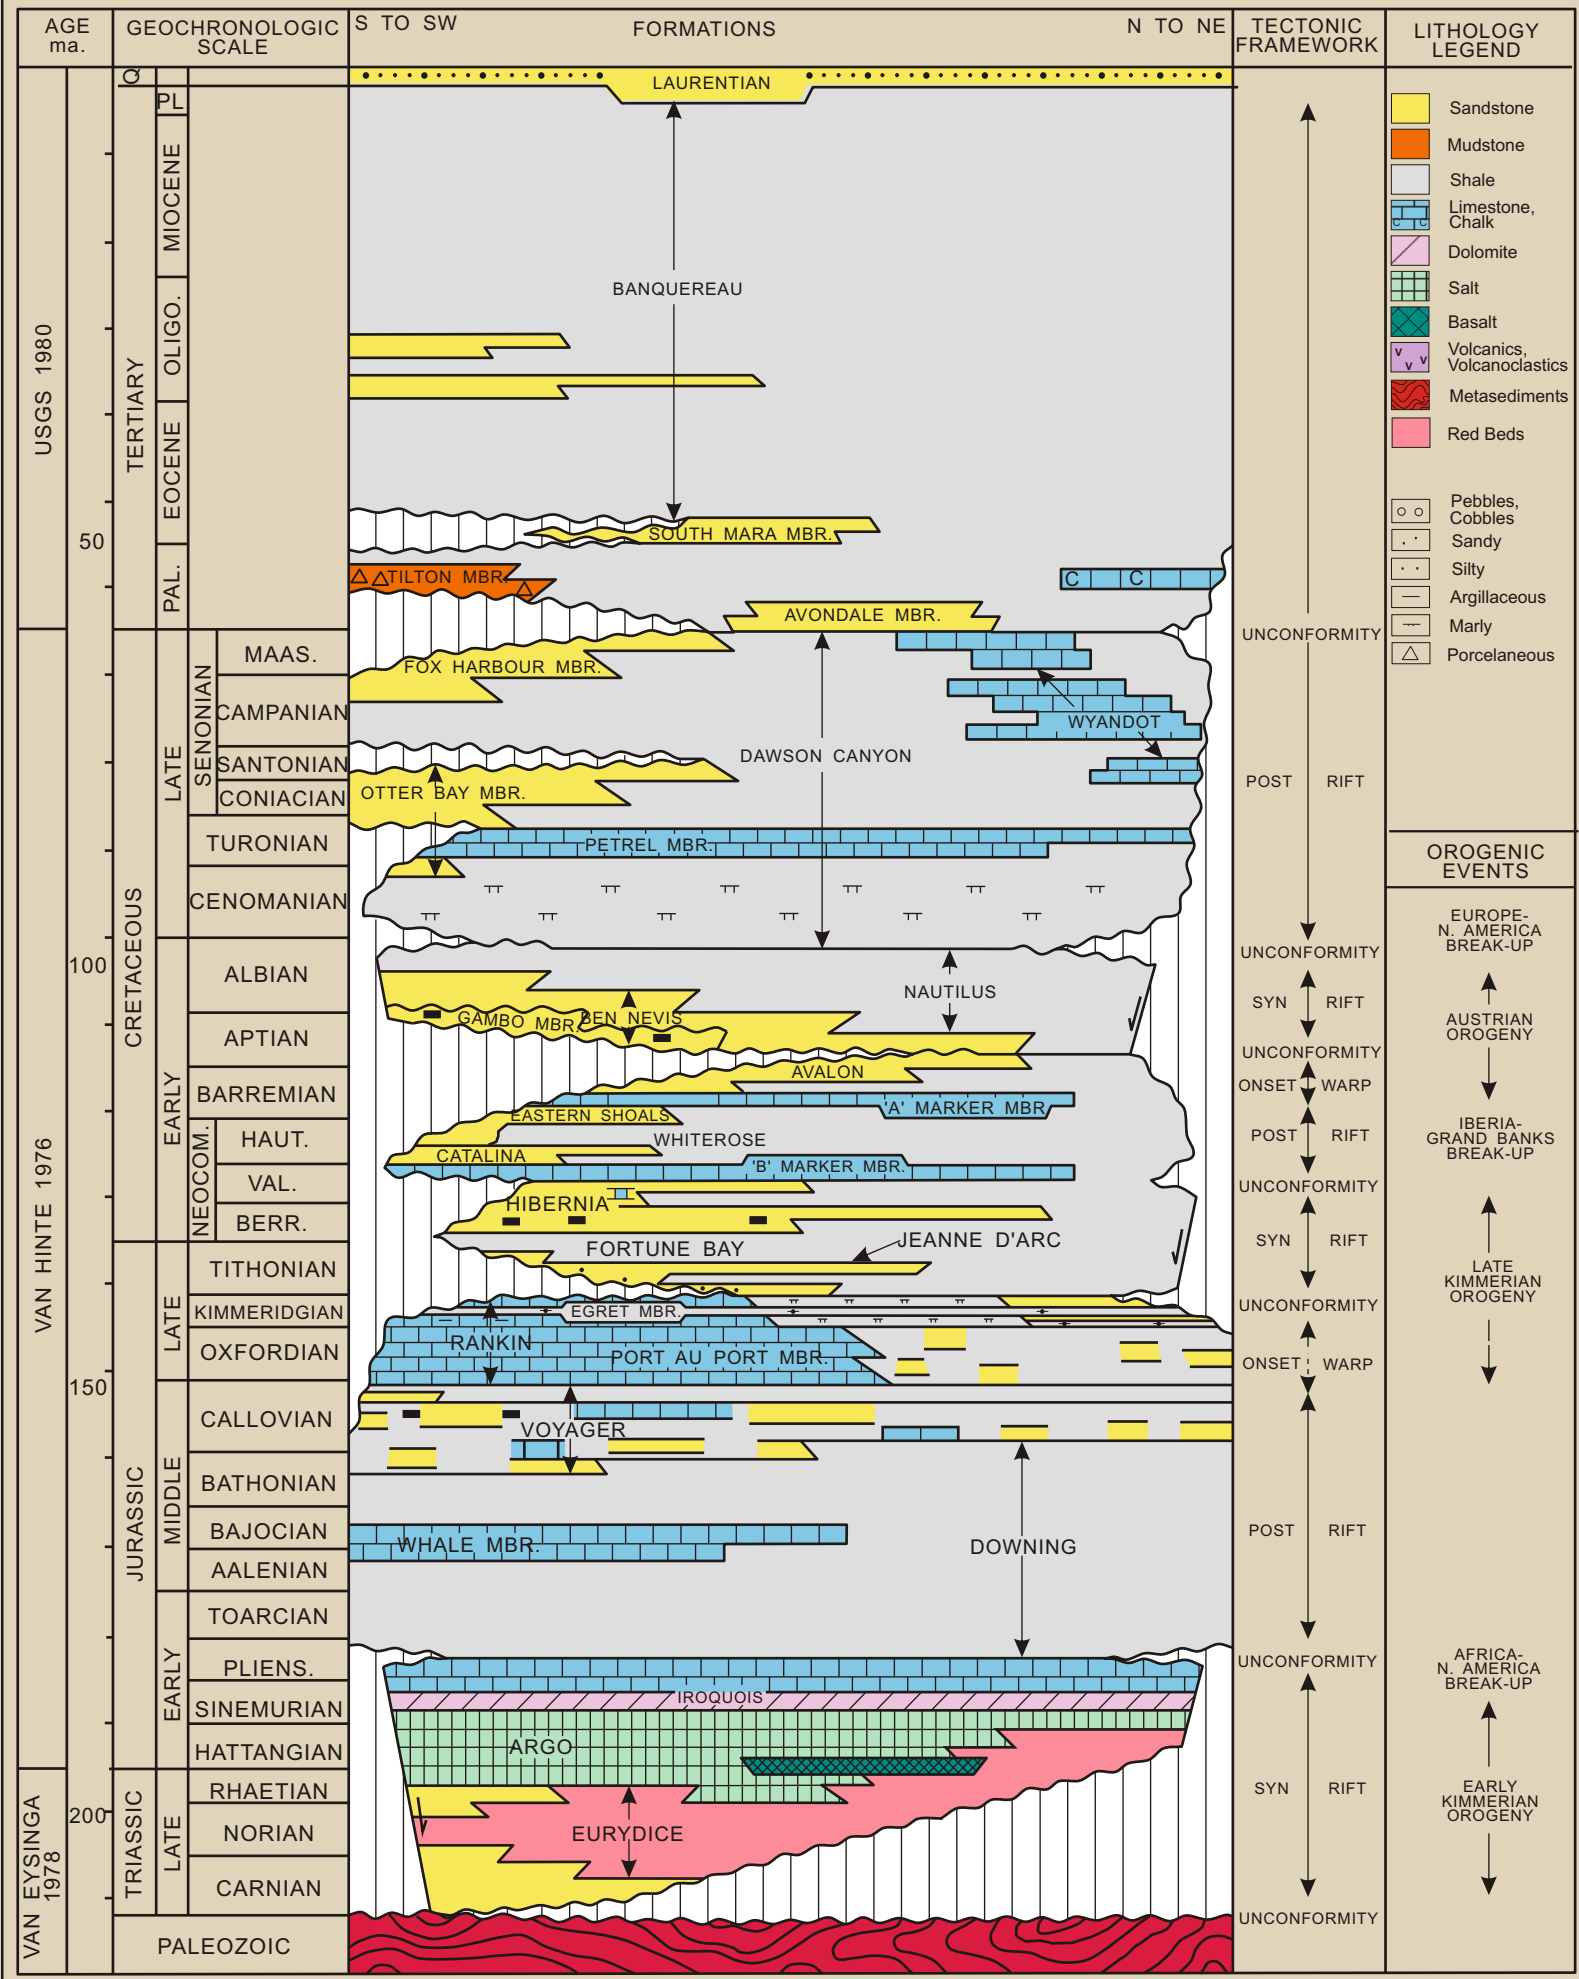 AGE
ma.
GEOCHRONOLOGIC
SCALE
S TO SW
FORMATIONS
N TO NE
TECTONIC
FRAMEWORK
LITHOLOGY
LEGEND
USGS 1980
VAN HINTE 1976
VAN EYSINGA
1978
50
100
150
200
Q
TERTIARY
CRETACEOUS
JURASSIC
TRIASSIC
PALEOZOIC
PL
MIOCENE
OLIGO.
EOCENE
PAL.
LATE
EARLY
LATE
MIDDLE
EARLY
LATE
SENONIAN
NEOCOM.
MAAS.
CAMPANIAN
SANTONIAN
CONIACIAN
TURONIAN
CENOMANIAN
ALBIAN
APTIAN
BARREMIAN
HAUT.
VAL.
BERR.
TITHONIAN
KIMMERIDGIAN
OXFORDIAN
CALLOVIAN
BATHONIAN
BAJOCIAN
AALENIAN
TOARCIAN
PLIENS.
SINEMURIAN
HATTANGIAN
RHAETIAN
NORIAN
CARNIAN
LAURENTIAN
BANQUEREAU
SOUTH MARA MBR.
TILTON MBR.
C C
AVONDALE MBR.
FOX HARBOUR MBR.
WYANDOT
DAWSON CANYON
OTTER BAY MBR.
PETREL MBR.
NAUTILUS
GAMBO MBR.
BEN NEVIS
AVALON
'A' MARKER MBR
EASTERN SHOALS
WHITEROSE
CATALINA
'B' MARKER MBR.
HIBERNIA
FORTUNE BAY
JEANNE D'ARC
EGRET MBR.
RANKIN
PORT AU PORT MBR.
VOYAGER
WHALE MBR.
DOWNING
IROQUOIS
ARGO
EURYDICE
UNCONFORMITY
POST RIFT
UNCONFORMITY
SYN RIFT
UNCONFORMITY
ONSET WARP
POST RIFT
UNCONFORMITY
SYN RIFT
UNCONFORMITY
ONSET WARP
POST RIFT
UNCONFORMITY
SYN RIFT
UNCONFORMITY
Sandstone
Mudstone
Shale
C C
Limestone,
Chalk
Dolomite
Salt
Basalt
v v v
Volcanics,
Volcanoclastics
Metasediments
Red Beds
Pebbles,
Cobbles
Sandy
Silty
Argillaceous
Marly
Porcelaneous
OROGENIC
EVENTS
EUROPE-
N. AMERICA
BREAK-UP
AUSTRIAN
OROGENY
IBERIA-
GRAND BANKS
BREAK-UP
LATE
KIMMERIAN
OROGENY
AFRICA-
N. AMERICA
BREAK-UP
EARLY
KIMMERIAN
OROGENY